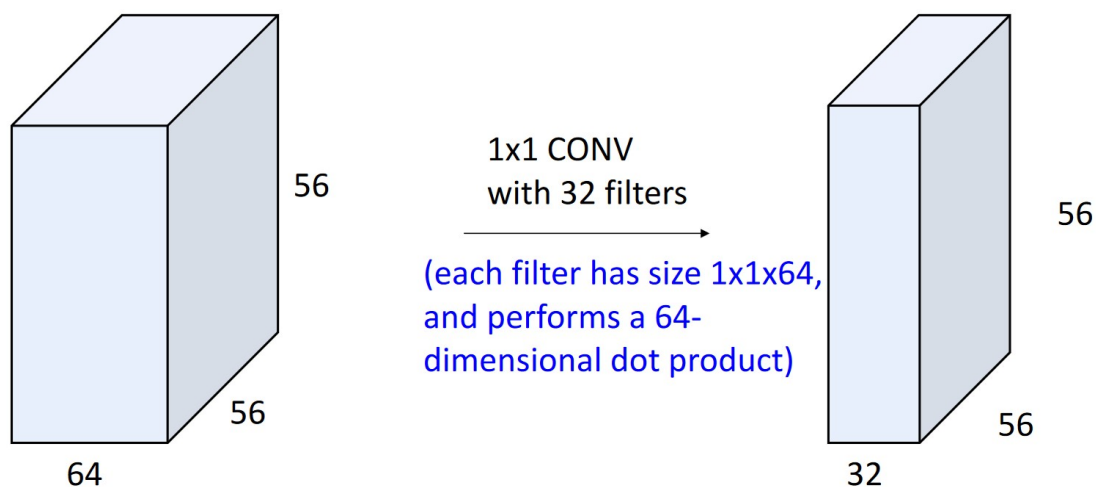 56
56
64
1x1 CONV
with 32 filters
(each filter has size 1x1x64,
and performs a 64-
dimensional dot product)
56
56
32